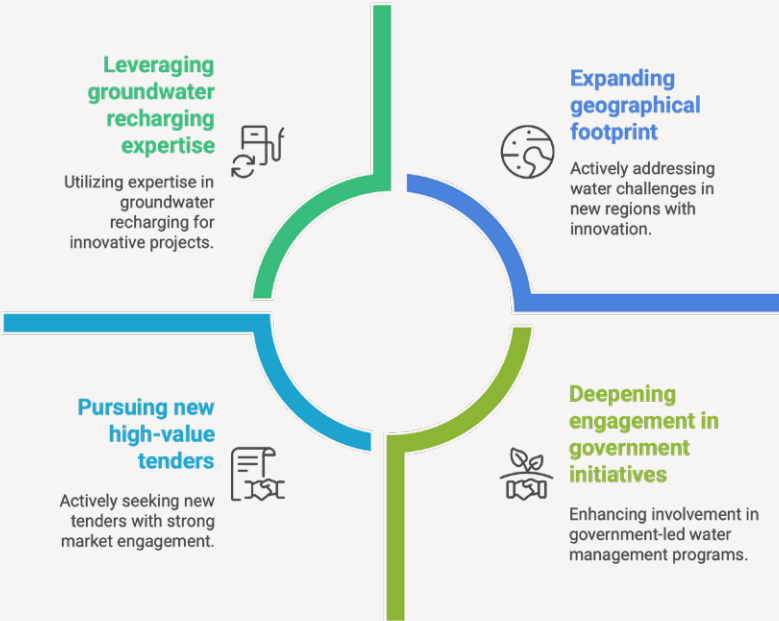 Leveraging
groundwater
recharging
expertise
Utilizing expertise in
groundwater
recharging for
innovative projects.
Expanding
geographical
footprint
Actively addressing
water challenges in
new regions with
innovation.
Pursuing new
high-value
tenders
Actively seeking new
tenders with strong
market engagement.
Deepening
engagement in
government
initiatives
Enhancing involvement in
government-led water
management programs.